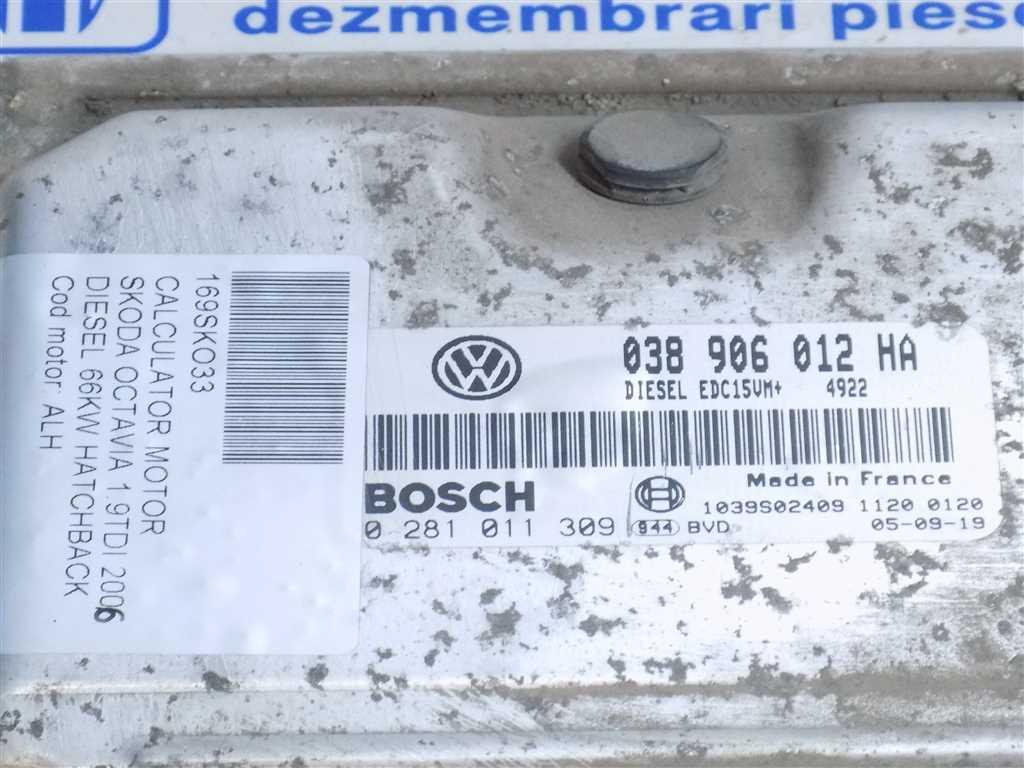 dezmembrari piese
169SKO33
CALCULATOR MOTOR
SKODA OCTAVIA 1.9TDI 2006
DIESEL 66KW HATCHBACK
Cod motor: ALH
038 906 012 HA
DIESEL EDC15VM+ 4922
BOSCH
Made in France
1039S02409 1120 0120
0 281 011 309 944 BVD 05-09-19